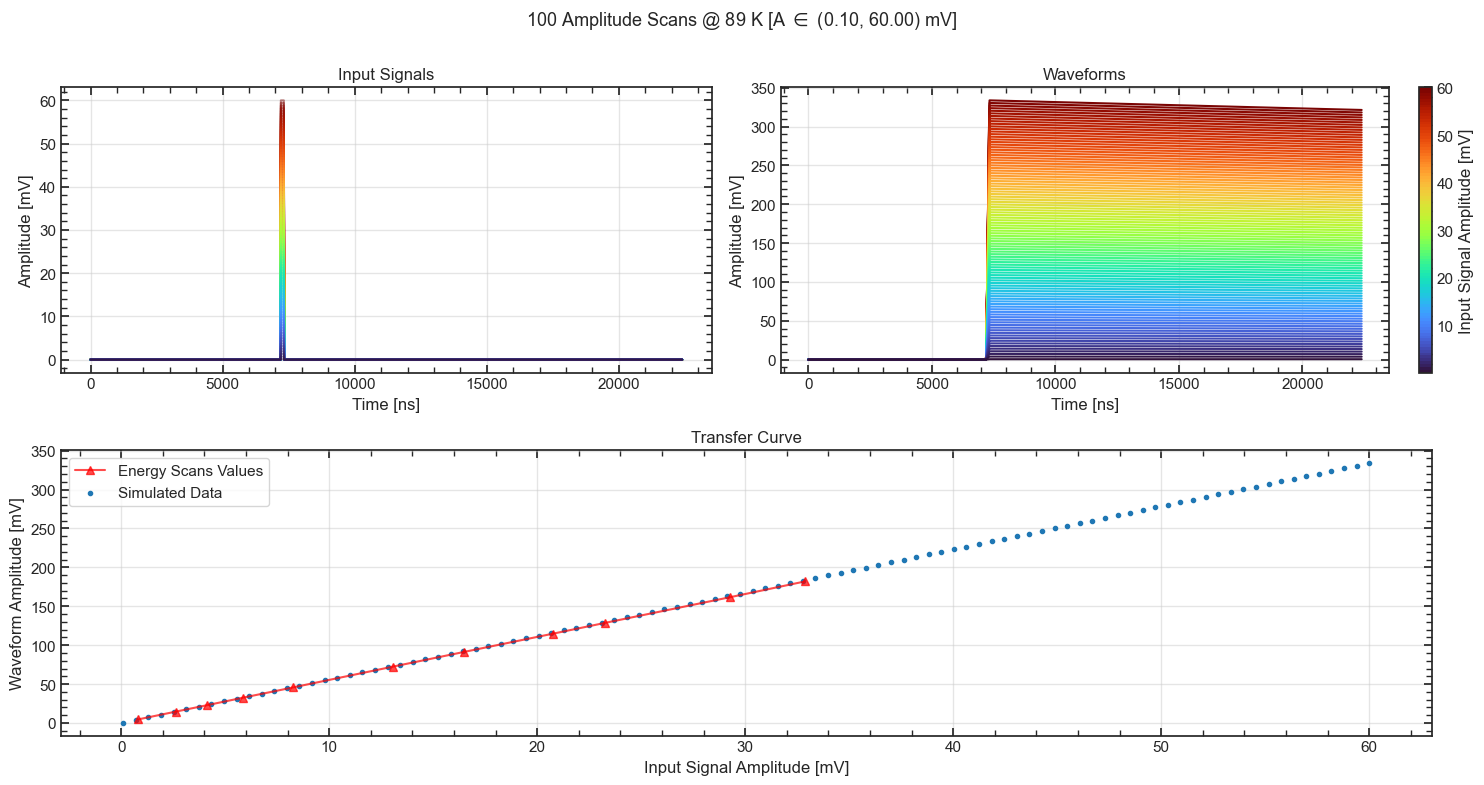 100 Amplitude Scans @ 89 K [A ∈ (0.10, 60.00) mV]
Input Signals
Amplitude [mV]
60
50
40
30
20
10
0
0 5000 10000 15000 20000
Time [ns]
Waveforms
Amplitude [mV]
350
300
250
200
150
100
50
0
0 5000 10000 15000 20000
Time [ns]
60
50
40
30
20
10
Input Signal Amplitude [mV]
Transfer Curve
Energy Scans Values
Simulated Data
Waveform Amplitude [mV]
350
300
250
200
150
100
50
0
0 10 20 30 40 50 60
Input Signal Amplitude [mV]